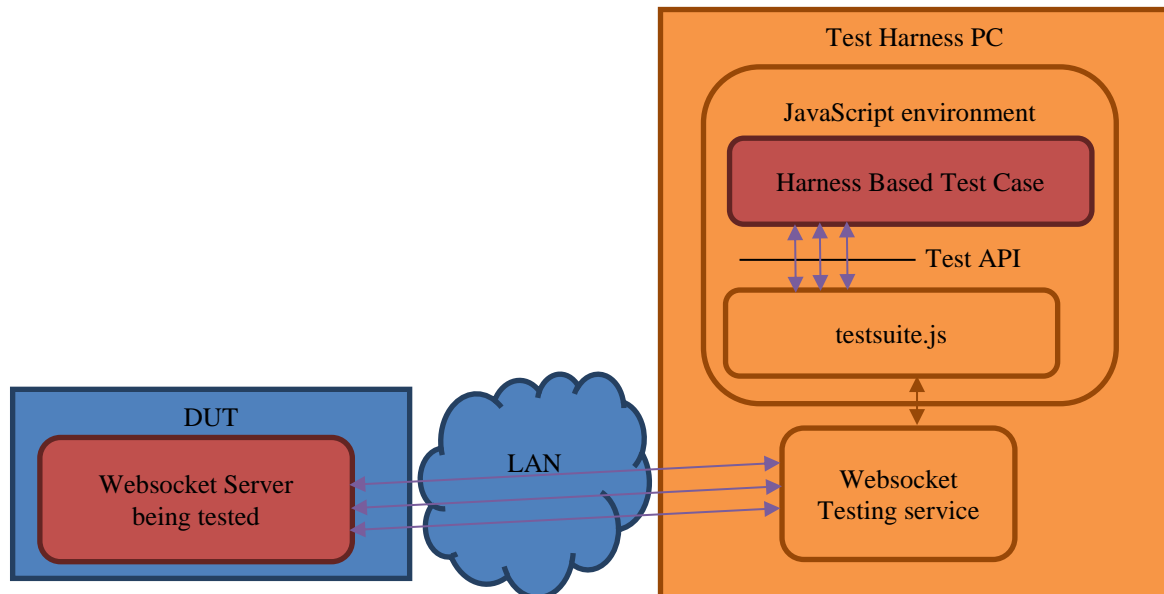 Test Harness PC
JavaScript environment
Harness Based Test Case
Test API
testsuite.js
DUT
Websocket Server
being tested
LAN
Websocket
Testing service